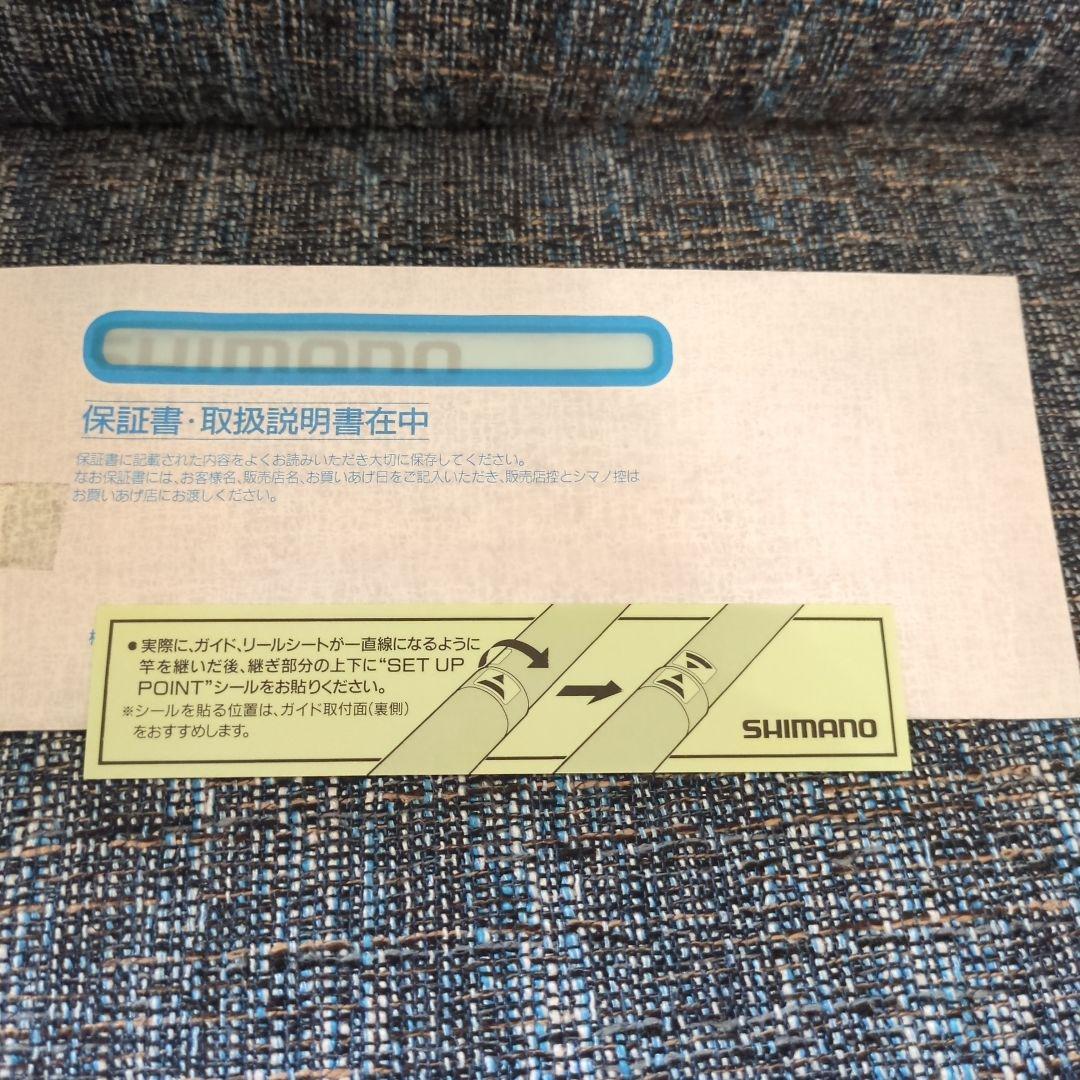 SHIMANO
保証書・取扱説明書在中
保証書に記載された内容をよくお読みいただき大切に保存してください。
なお保証書には、お客様名、販売店名、お買いあげ日をご記入いただき、販売店控とシマノ控は
お買いあげ店にお渡しください。
●実際に、ガイド、リールシートが一直線になるように
竿を継いだ後、継ぎ部分の上下に“SET UP
POINT”シールをお貼りください。
※シールを貼る位置は、ガイド取付面(裏側)
をおすすめします。
SHIMANO